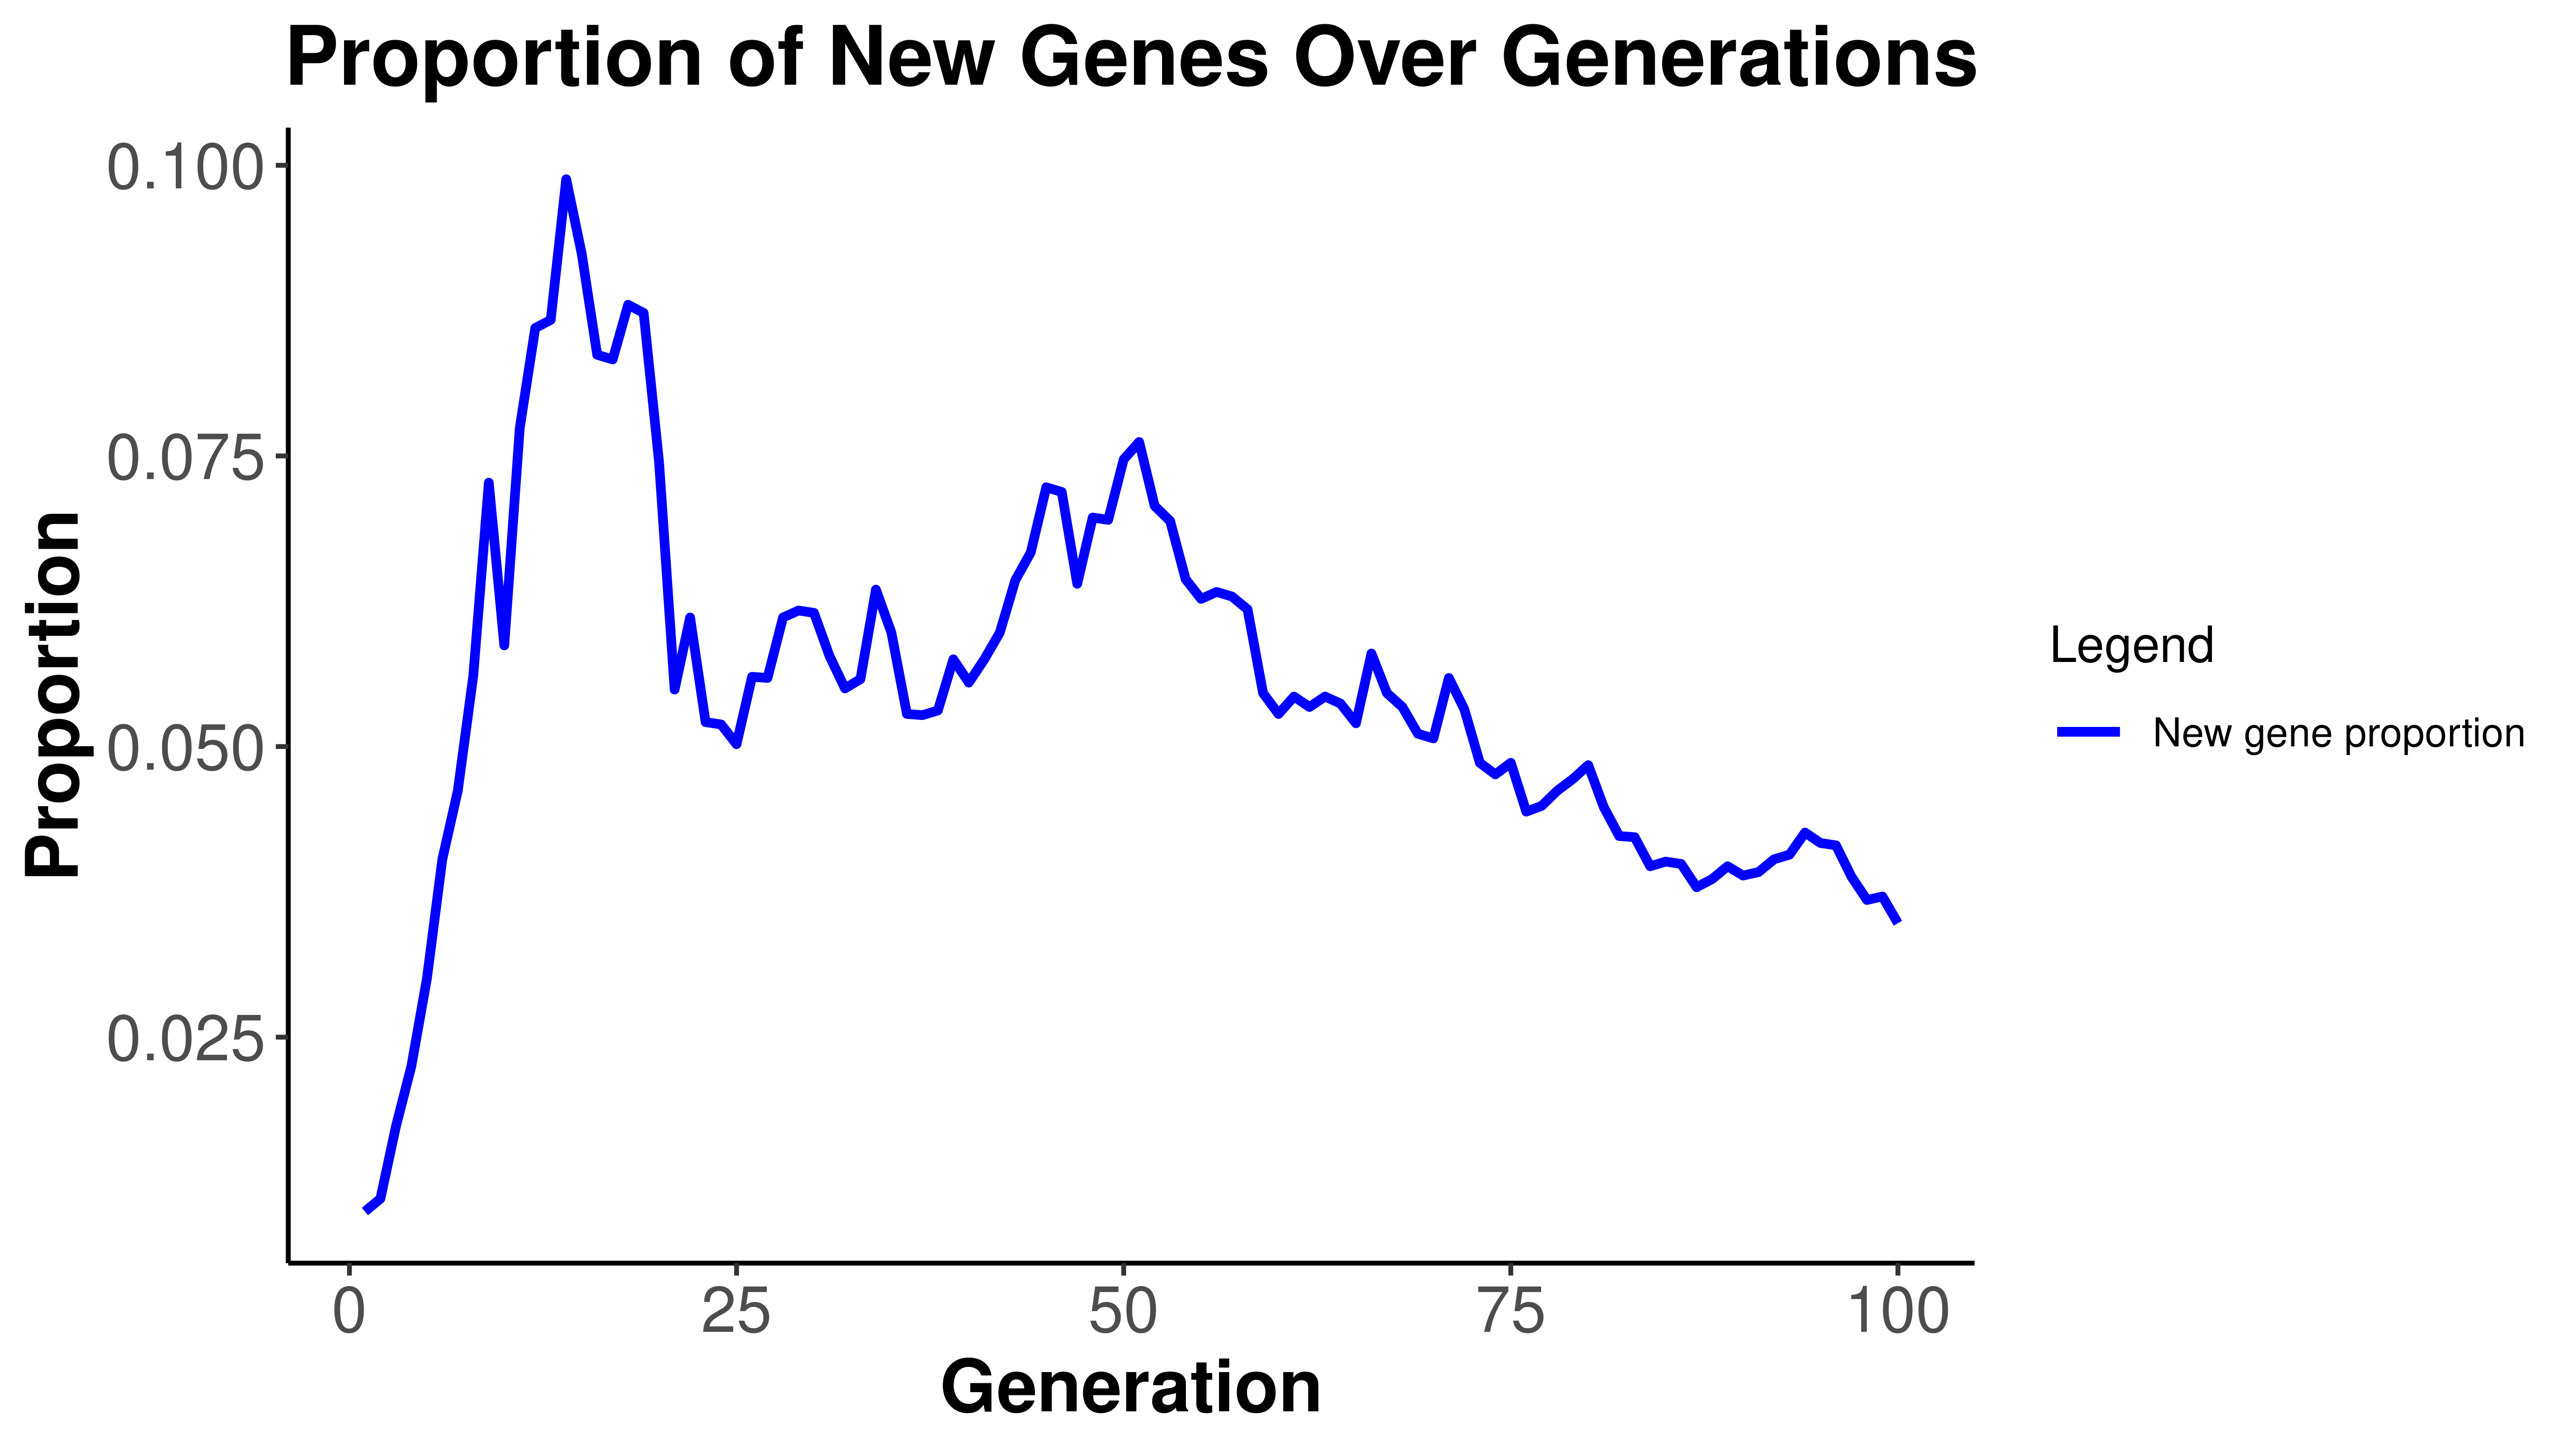 Proportion of New Genes Over Generations
0.100
0.075
0.050
0.025
Proportion
0 25 50 75 100
Generation
Legend
New gene proportion